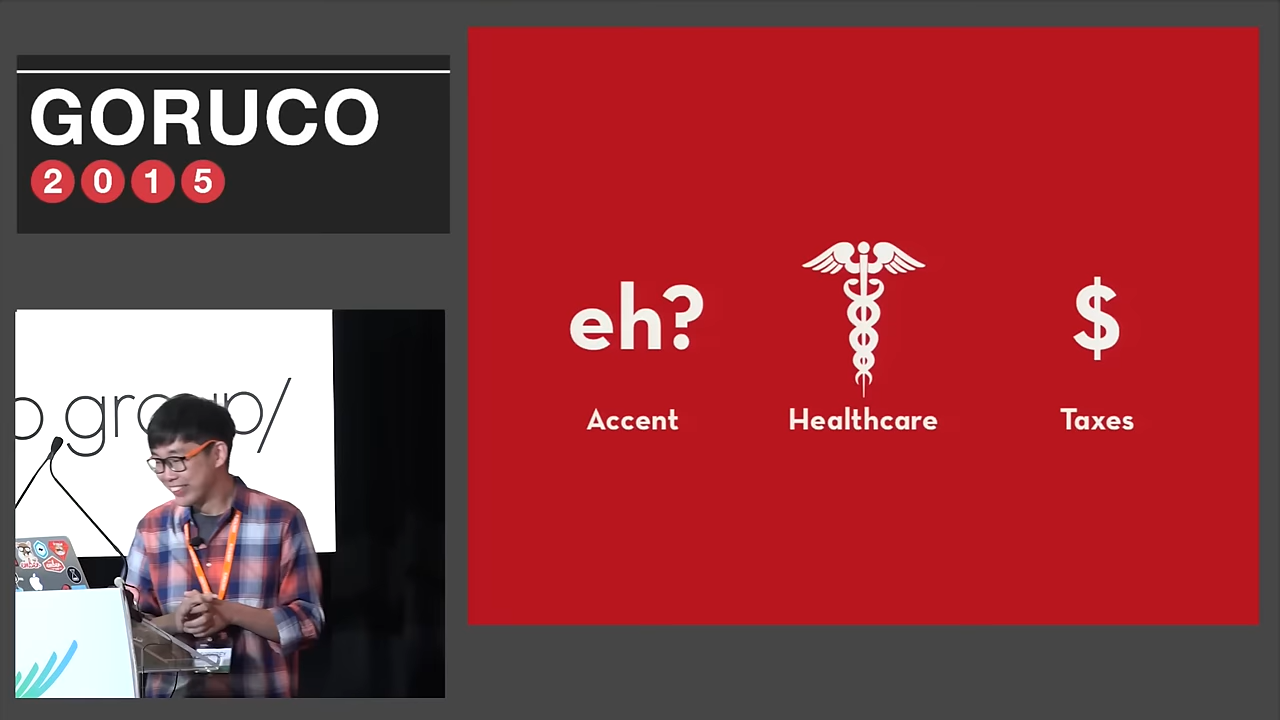 GORUCO
2 0 1 5
eh?
$
Accent
Healthcare
Taxes
group/